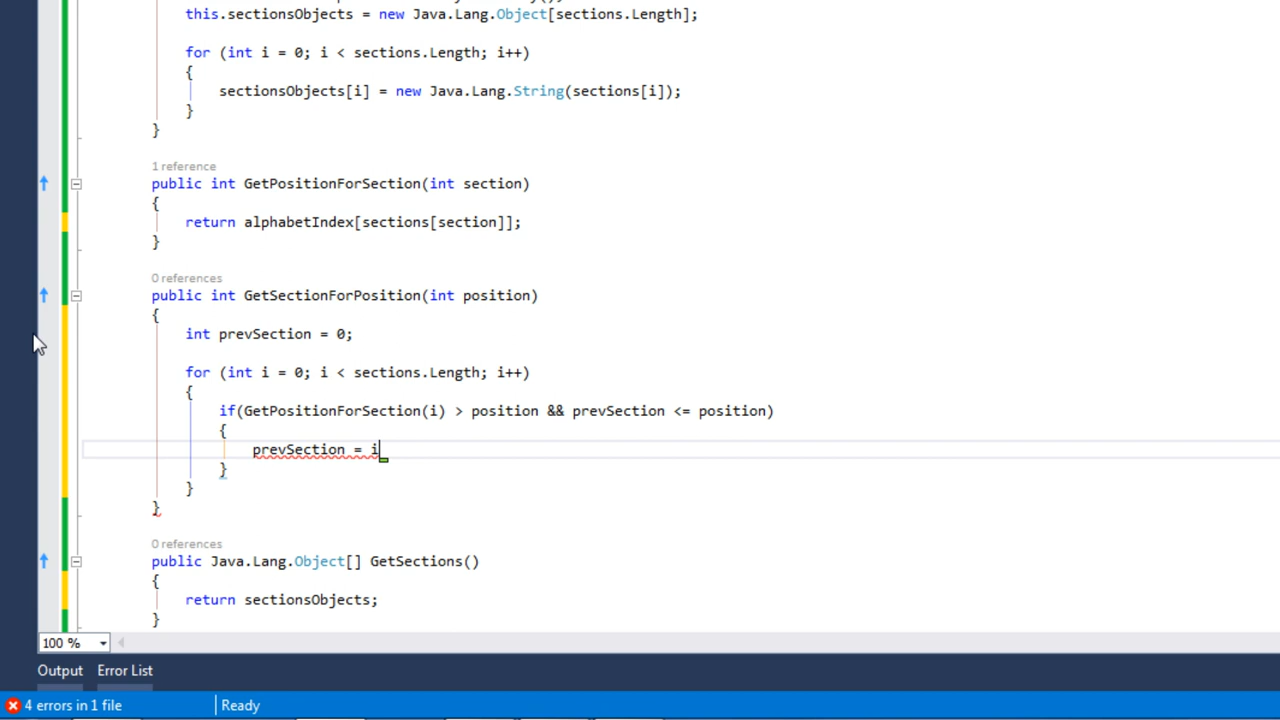 this.sectionsObjects = new Java.Lang.Object[sections.Length];
for (int i = 0; i < sections.Length; i++)
{
sectionsObjects[i] = new Java.Lang.String(sections[i]);
}
}
1 reference
public int GetPositionForSection(int section)
{
return alphabetIndex[sections[section]];
}
0 references
public int GetSectionForPosition(int position)
{
int prevSection = 0;
for (int i = 0; i < sections.Length; i++)
{
if(GetPositionForSection(i) > position && prevSection <= position)
{
prevSection = i
}
}
}
0 references
public Java.Lang.Object[] GetSections()
{
return sectionsObjects;
}
100 %
Output Error List
4 errors in 1 file Ready